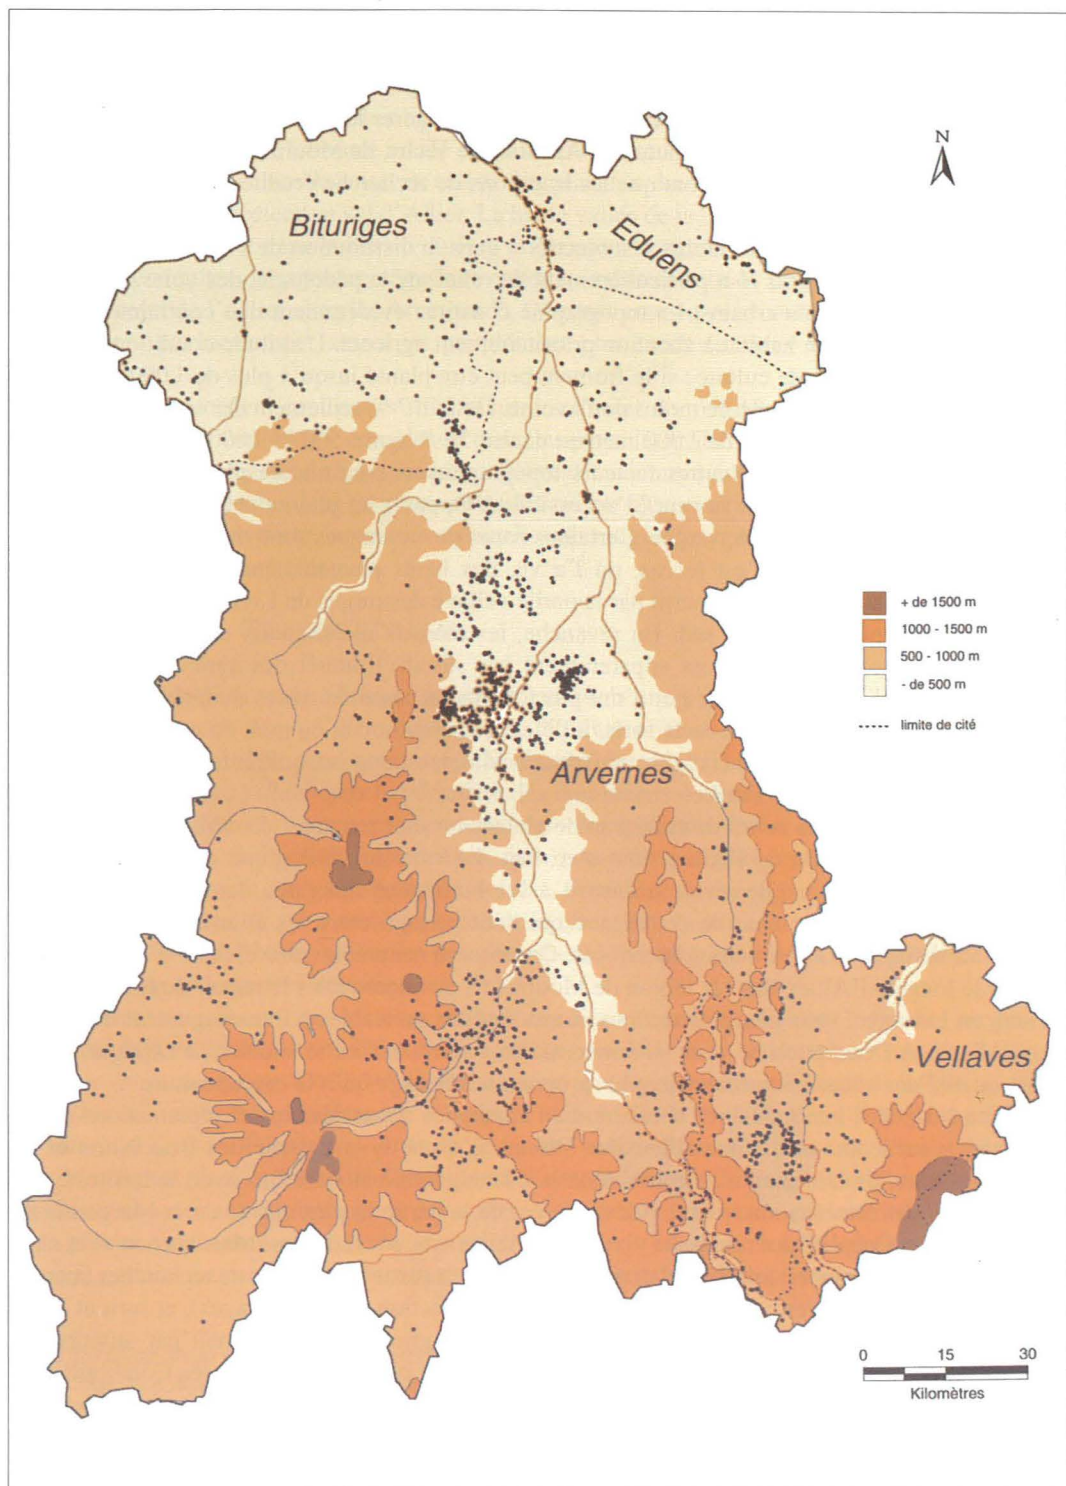 N
Bituriges
Eduens
+ de 1500 m
1000 - 1500 m
500 - 1000 m
- de 500 m
limite de cité
Arvernes
Vellaves
0 15 30
Kilomètres